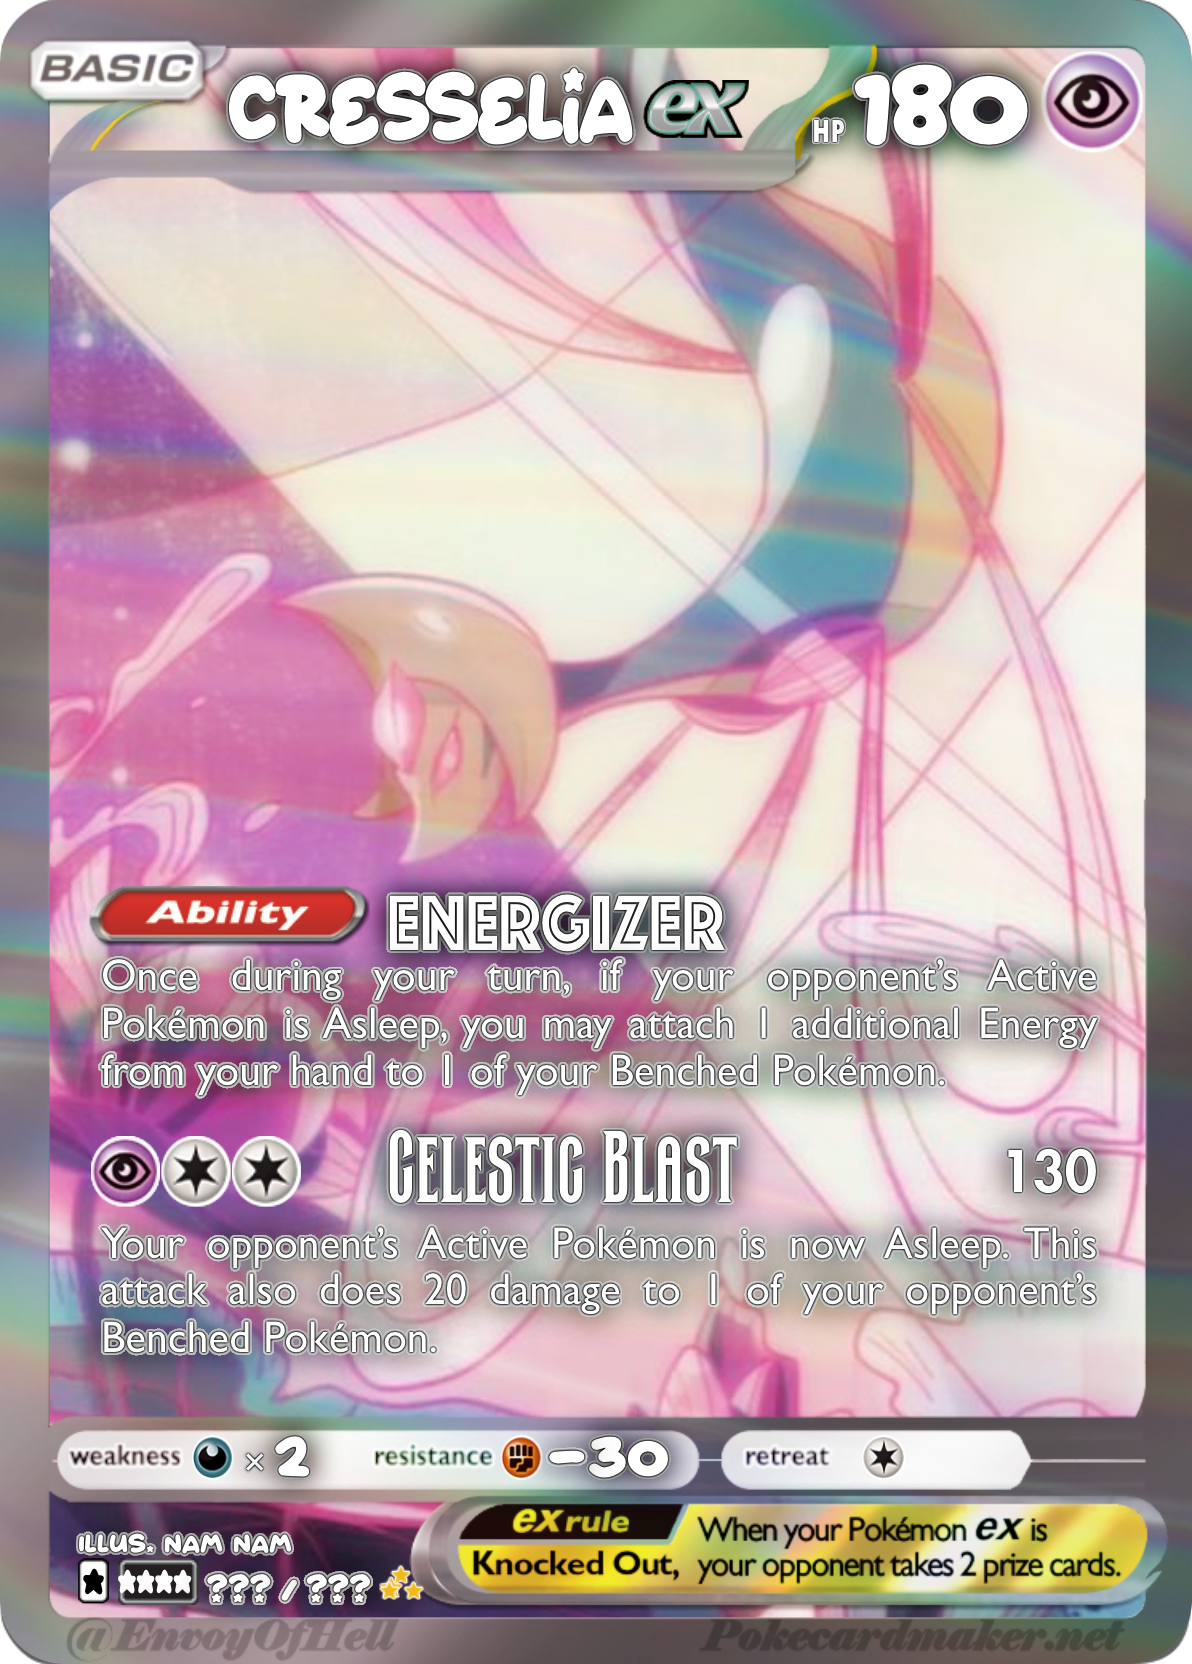 BASIC
CRESSELIA ex HP 180
Ability ENERGIZER
Once during your turn, if your opponent's Active
Pokémon is Asleep, you may attach 1 additional Energy
from your hand to 1 of your Benched Pokémon.
CELESTIC BLAST 130
Your opponent's Active Pokémon is now Asleep. This
attack also does 20 damage to 1 of your opponent's
Benched Pokémon.
weakness × 2 resistance -30 retreat
ex rule When your Pokémon ex is
Knocked Out, your opponent takes 2 prize cards.
ILLUS. NAM NAM
??? / ???
@EnvoyOfHell Pokecardmaker.net